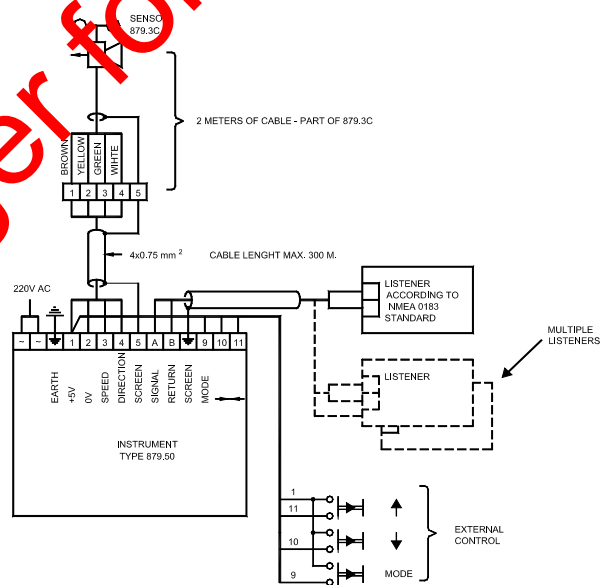 SENSO
879.3C
2 METERS OF CABLE - PART OF 879.3C
BROWN
YELLOW
GREEN
WIHTE
1 2 3 4 5
4x0.75 mm 2
CABLE LENGHT MAX. 300 M.
220V AC
LISTENER
ACCORDING TO
NMEA 0183
STANDARD
MULTIPLE
LISTENERS
LISTENER
~ ~ 1 2 3 4 5 A B 9 10 11
EARTH
+5V
0V
SPEED
DIRECTION
SCREEN
SIGNAL
RETURN
SCREEN
MODE
INSTRUMENT
TYPE 879.50
1
11
10
9
MODE
EXTERNAL
CONTROL
er for